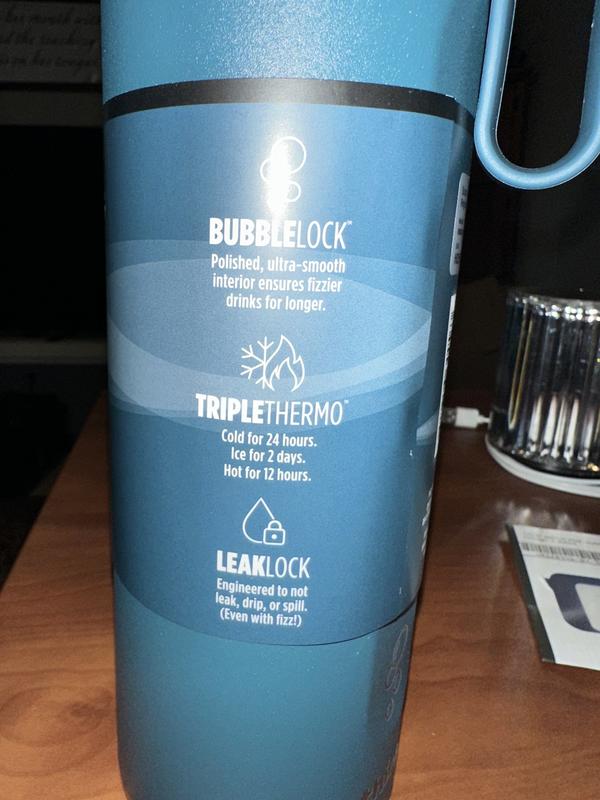 BUBBLELOCK™
Polished, ultra-smooth
interior ensures fizzier
drinks for longer.
TRIPLETHERMO™
Cold for 24 hours.
Ice for 2 days.
Hot for 12 hours.
LEAKLOCK
Engineered to not
leak, drip, or spill.
(Even with fizz!)